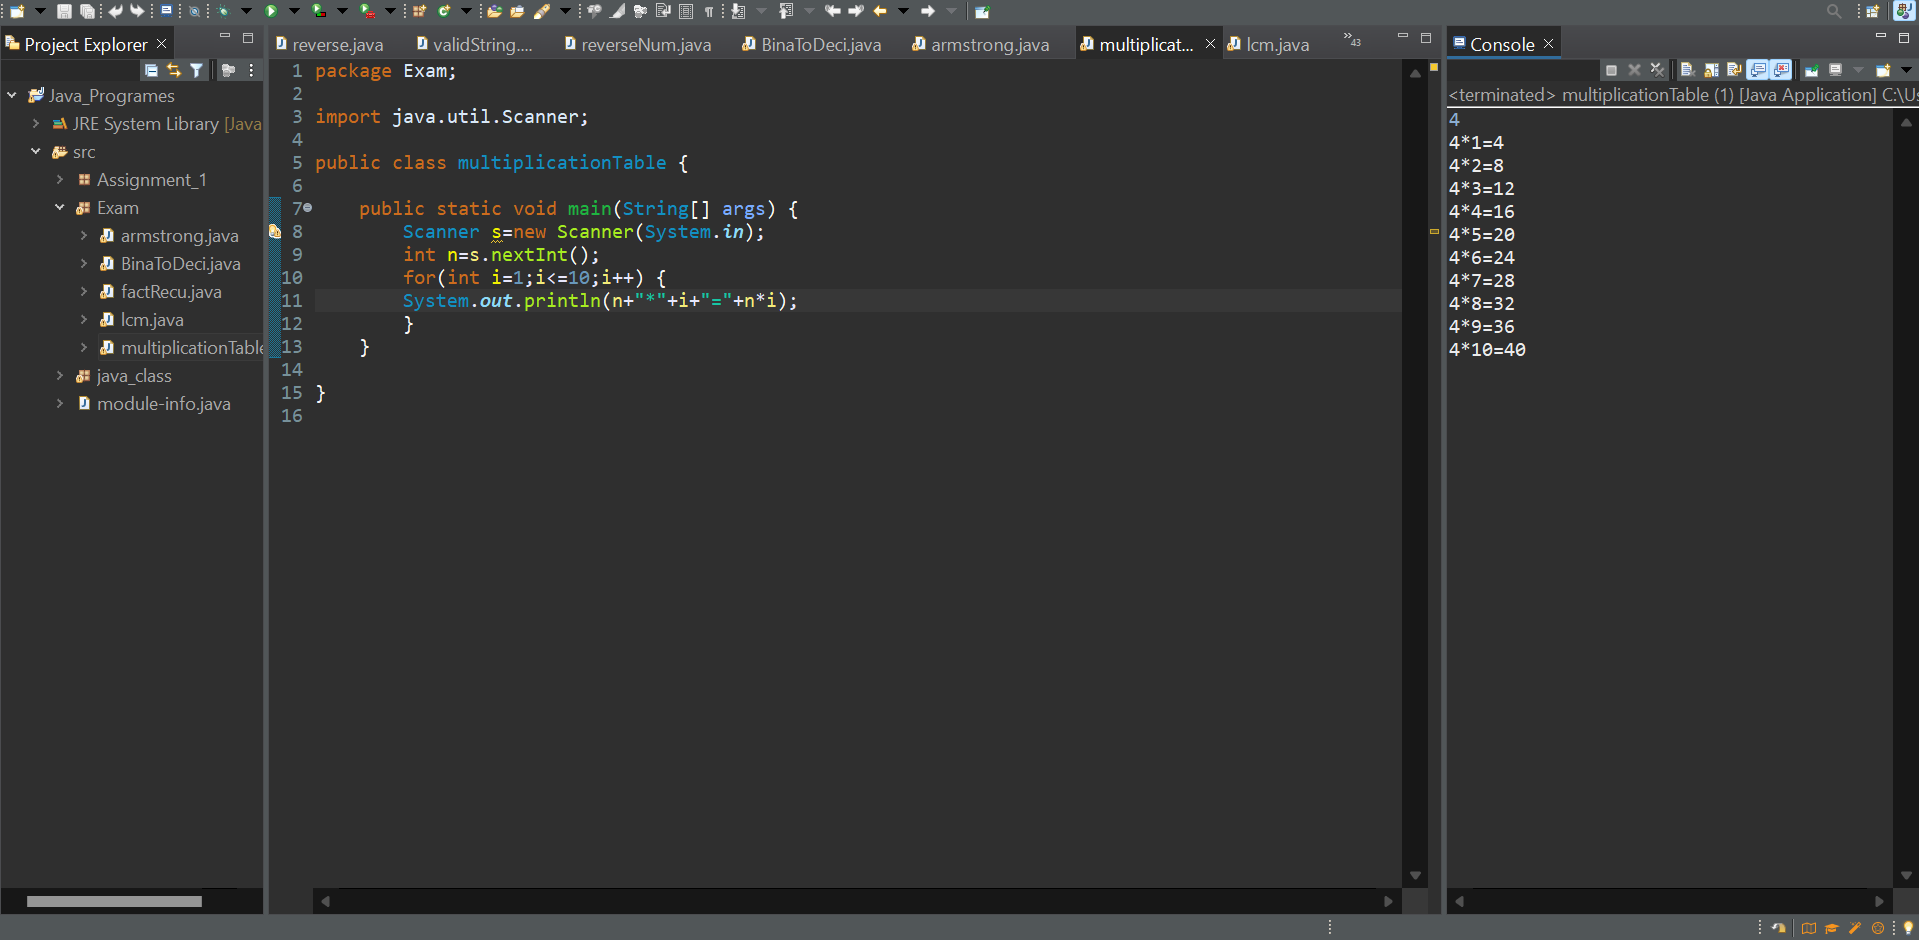 Project Explorer
Java_Programes
JRE System Library [Java
src
Assignment_1
Exam
armstrong.java
BinaToDeci.java
factRecu.java
lcm.java
multiplicationTable
java_class
module-info.java
reverse.java
validString....
reverseNum.java
BinaToDeci.java
armstrong.java
multiplicat...
lcm.java
»43
1 package Exam;
2
3 import java.util.Scanner;
4
5 public class multiplicationTable {
6
7 public static void main(String[] args) {
8 Scanner s=new Scanner(System.in);
9 int n=s.nextInt();
10 for(int i=1;i<=10;i++) {
11 System.out.println(n+"*"+i+"="+n*i);
12 }
13 }
14
15 }
16
Console
<terminated> multiplicationTable (1) [Java Application] C:\Us
4
4*1=4
4*2=8
4*3=12
4*4=16
4*5=20
4*6=24
4*7=28
4*8=32
4*9=36
4*10=40